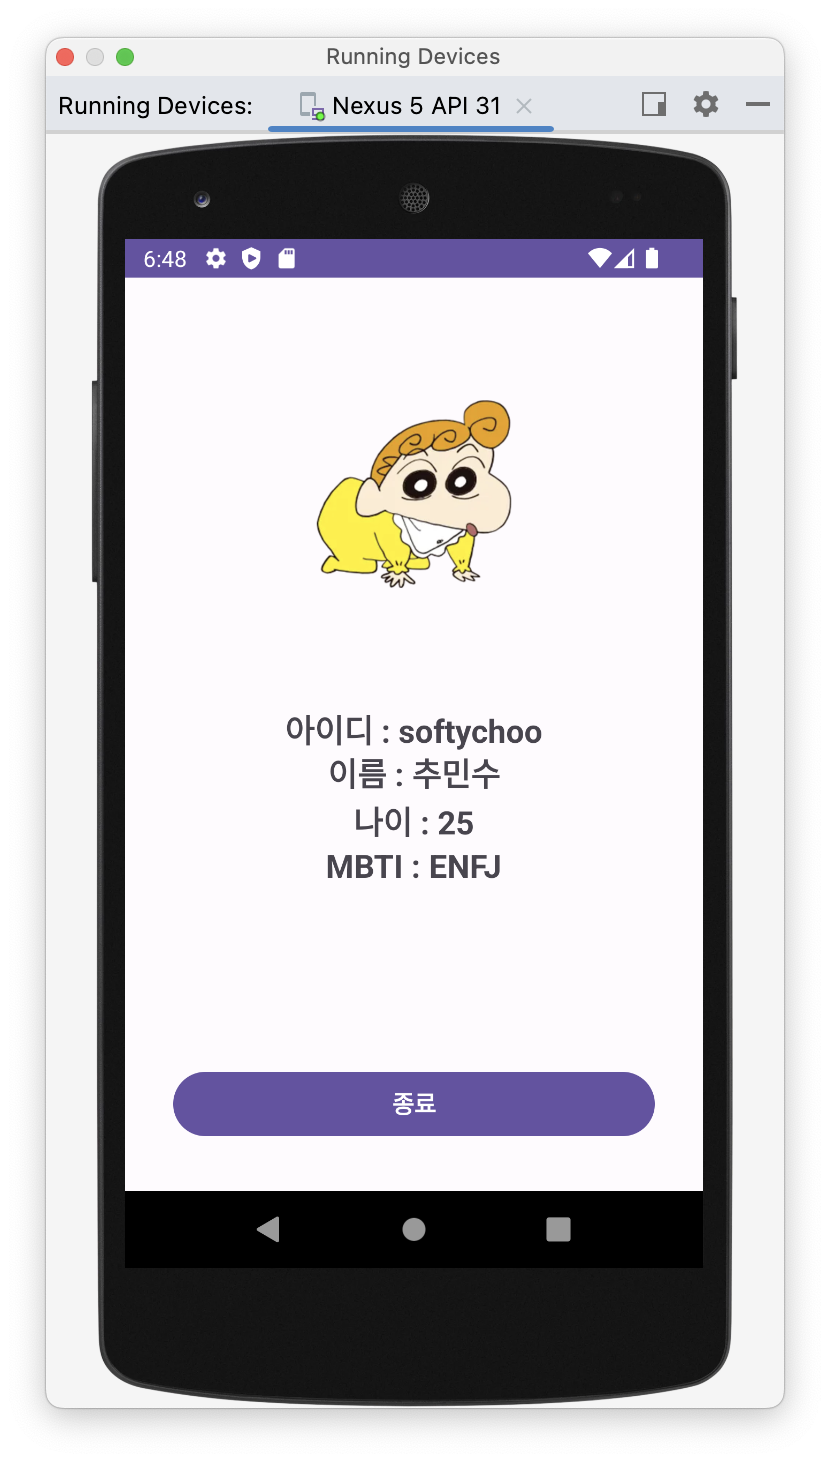 Running Devices
Running Devices: Nexus 5 API 31
6:48
아이디 : softychoo
이름 : 추민수
나이 : 25
MBTI : ENFJ
종료